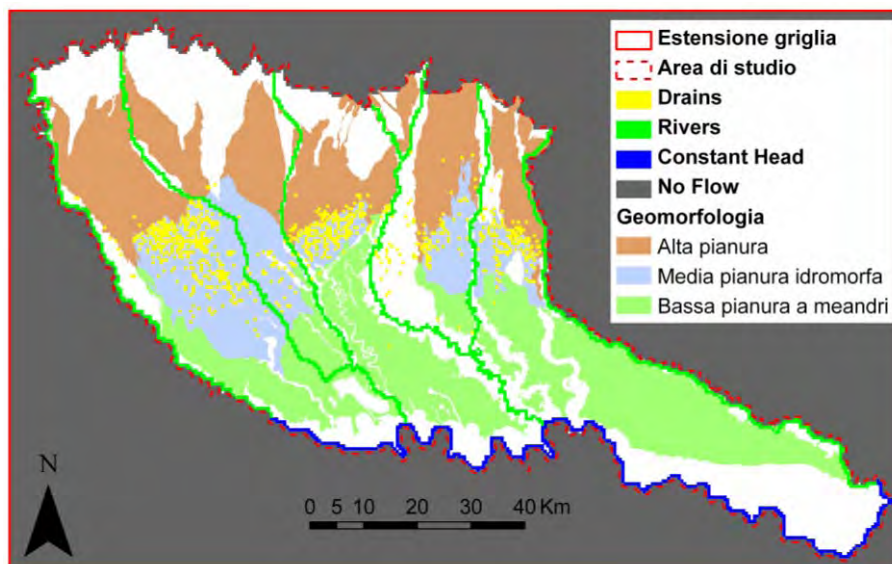 Estensione griglia
Area di studio
Drains
Rivers
Constant Head
No Flow
Geomorfologia
Alta pianura
Media pianura idromorfa
Bassa pianura a meandri
N
0 5 10 20 30 40 Km